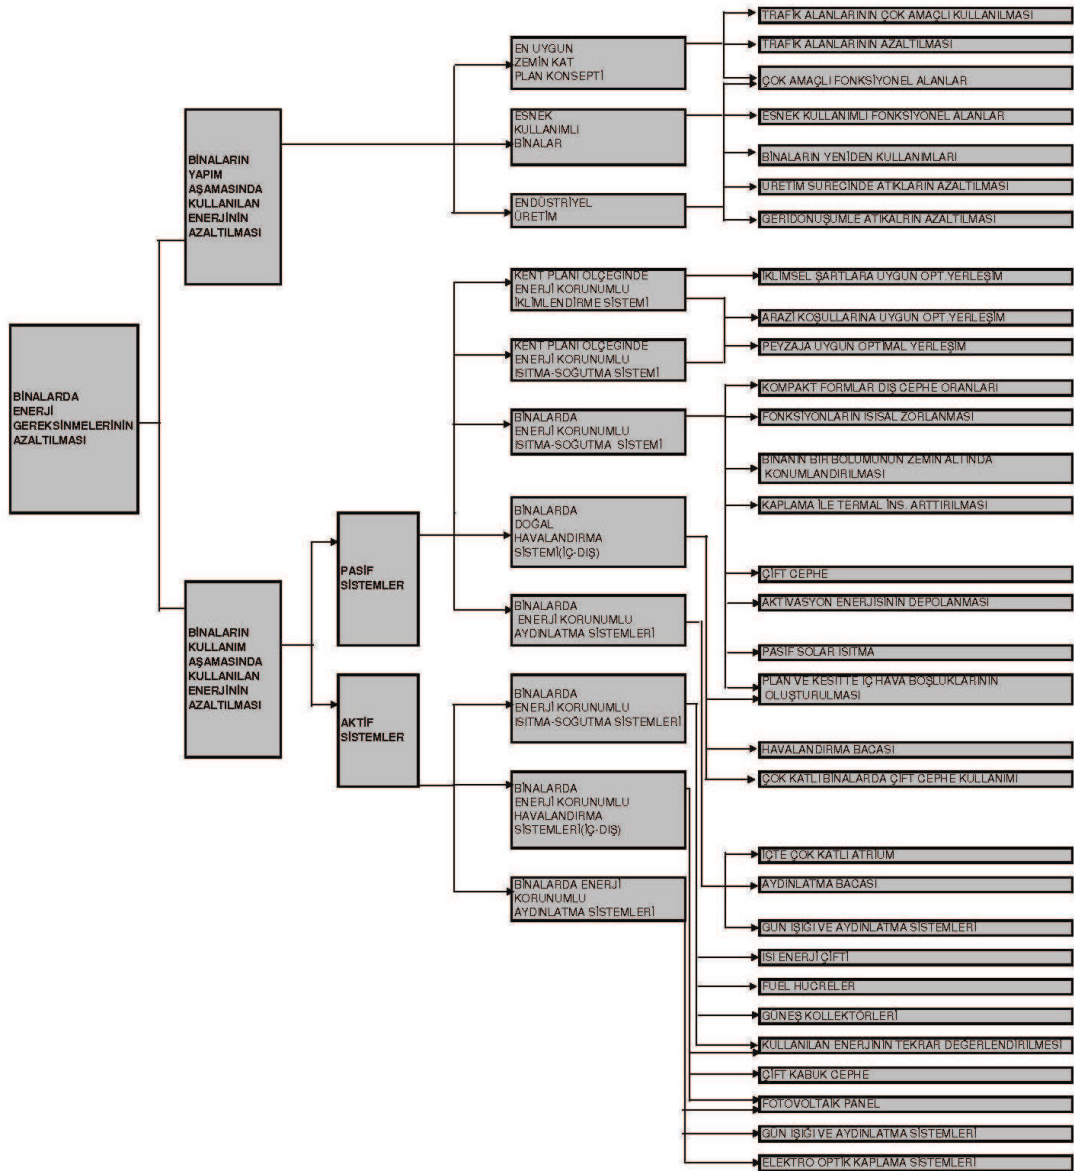 BİNALARDA
ENERJİ
GEREKSİNMELERİNİN
AZALTILMASI
BİNALARIN
YAPIM
AŞAMASINDA
KULLANILAN
ENERJİNİN
AZALTILMASI
BİNALARIN
KULLANIM
AŞAMASINDA
KULLANILAN
ENERJİNİN
AZALTILMASI
PASİF
SİSTEMLER
AKTİF
SİSTEMLER
EN UYGUN
ZEMİN KAT
PLAN KONSEPTİ
ESNEK
KULLANIMLI
BİNALAR
ENDÜSTRİYEL
ÜRETİM
KENT PLANI ÖLÇEĞİNDE
ENERJİ KORUNUMLU
İKLİMLENDİRME SİSTEMİ
KENT PLANI ÖLÇEĞİNDE
ENERJİ KORUNUMLU
ISITMA-SOĞUTMA SİSTEMİ
BİNALARDA
ENERJİ KORUNUMLU
ISITMA-SOĞUTMA SİSTEMİ
BİNALARDA
DOĞAL
HAVALANDIRMA
SİSTEMİ(İÇ-DIŞ)
BİNALARDA
ENERJİ KORUNUMLU
AYDINLATMA SİSTEMLERİ
BİNALARDA
ENERJİ KORUNUMLU
ISITMA-SOĞUTMA SİSTEMLERİ
BİNALARDA
ENERJİ KORUNUMLU
HAVALANDIRMA
SİSTEMLERİ(İÇ-DIŞ)
BİNALARDA ENERJİ
KORUNUMLU
AYDINLATMA SİSTEMLERİ
TRAFİK ALANLARININ ÇOK AMAÇLI KULLANILMASI
TRAFİK ALANLARININ AZALTILMASI
ÇOK AMAÇLI FONKSİYONEL ALANLAR
ESNEK KULLANIMLI FONKSİYONEL ALANLAR
BİNALARIN YENİDEN KULLANIMLARI
ÜRETİM SÜRECİNDE ATIKLARIN AZALTILMASI
GERİDÖNÜŞÜMLE ATIKALRIN AZALTILMASI
İKLİMSEL ŞARTLARA UYGUN OPT.YERLEŞİM
ARAZİ KOŞULLARINA UYGUN OPT.YERLEŞİM
PEYZAJA UYGUN OPTİMAL YERLEŞİM
KOMPAKT FORMLAR DIŞ CEPHE ORANLARI
FONKSİYONLARIN ISISAL ZORLANMASI
BİNANIN BİR BÖLÜMÜNÜN ZEMİN ALTINDA
KONUMLANDIRILMASI
KAPLAMA İLE TERMAL İNS. ARTTIRILMASI
ÇİFT CEPHE
AKTİVASYON ENERJİSİNİN DEPOLANMASI
PASİF SOLAR ISITMA
PLAN VE KESİTTE İÇ HAVA BOŞLUKLARININ
OLUŞTURULMASI
HAVALANDIRMA BACASI
ÇOK KATLI BİNALARDA ÇİFT CEPHE KULLANIMI
İÇTE ÇOK KATLI ATRIUM
AYDINLATMA BACASI
GÜN IŞIĞI VE AYDINLATMA SİSTEMLERİ
ISI ENERJİ ÇİFTİ
FUEL HÜCRELER
GÜNEŞ KOLLEKTÖRLERİ
KULLANILAN ENERJİNİN TEKRAR DEĞERLENDİRİLMESİ
ÇİFT KABUK CEPHE
FOTOVOLTAİK PANEL
GÜN IŞIĞI VE AYDINLATMA SİSTEMLERİ
ELEKTRO OPTİK KAPLAMA SİSTEMLERİ